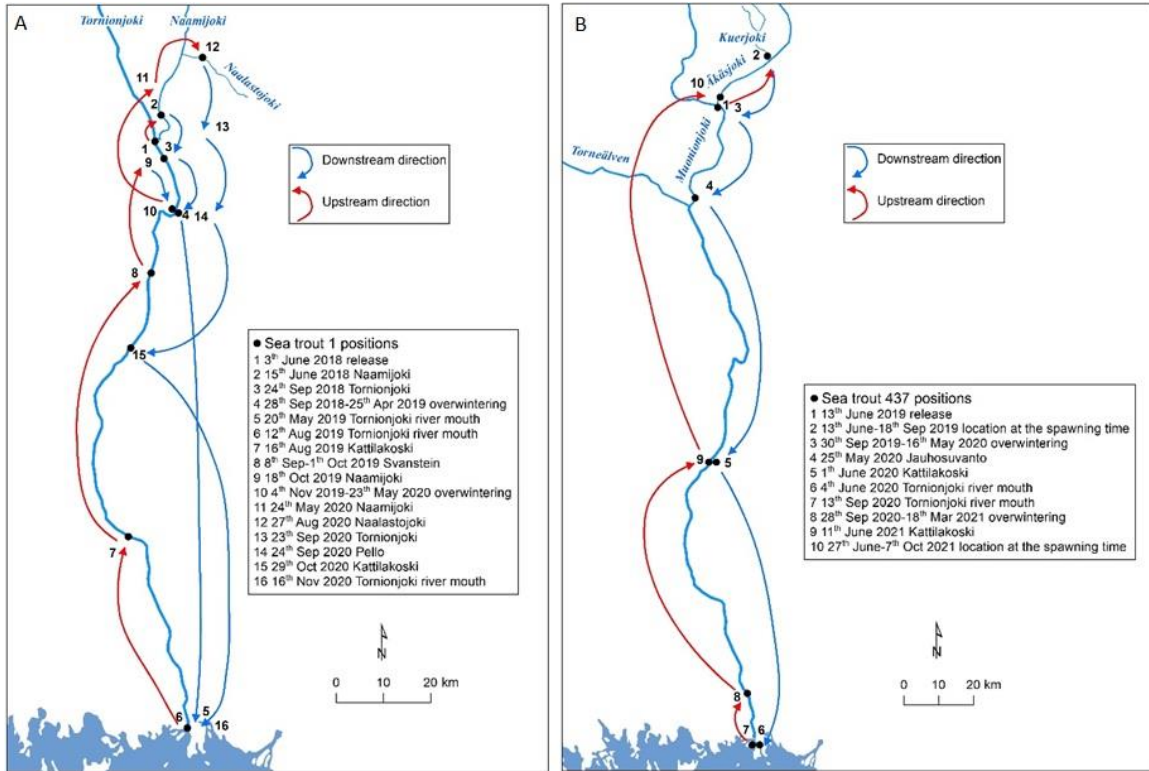 A
Tornionjoki
Naamijoki
12
Naalastojoki
11
2
13
1
3
9
10
4
14
8
15
7
6
5
16
Downstream direction
Upstream direction
Sea trout 1 positions
1 3th June 2018 release
2 15th June 2018 Naamijoki
3 24th Sep 2018 Tornionjoki
4 28th Sep 2018-25th Apr 2019 overwintering
5 20th May 2019 Tornionjoki river mouth
6 12th Aug 2019 Tornionjoki river mouth
7 16th Aug 2019 Kattilakoski
8 8th Sep-1th Oct 2019 Svanstein
9 18th Oct 2019 Naamijoki
10 4th Nov 2019-23th May 2020 overwintering
11 24th May 2020 Naamijoki
12 27th Aug 2020 Naalastojoki
13 23th Sep 2020 Tornionjoki
14 24th Sep 2020 Pello
15 29th Oct 2020 Kattilakoski
16 16th Nov 2020 Tornionjoki river mouth
N
0 10 20 km
B
Kuerjoki
2
Äkäsjoki
10
1
3
Muonionjoki
Torneälven
4
9
5
8
7
6
Downstream direction
Upstream direction
Sea trout 437 positions
1 13th June 2019 release
2 13th June-18th Sep 2019 location at the spawning time
3 30th Sep 2019-16th May 2020 overwintering
4 25th May 2020 Jauhosuvanto
5 1th June 2020 Kattilakoski
6 4th June 2020 Tornionjoki river mouth
7 13th Sep 2020 Tornionjoki river mouth
8 28th Sep 2020-18th Mar 2021 overwintering
9 11th June 2021 Kattilakoski
10 27th June-7th Oct 2021 location at the spawning time
N
0 10 20 km